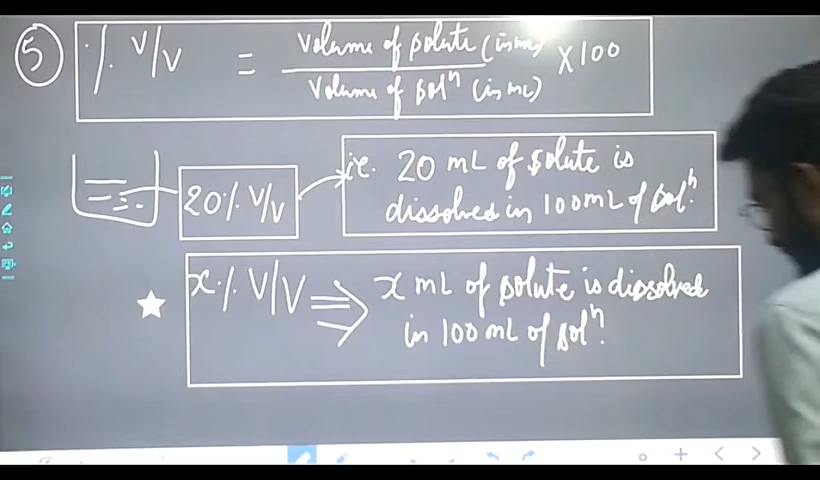 5
% V/V = Volume of solute (in mL) / Volume of solⁿ (in mL) × 100
20% V/V
i.e. 20 mL of solute is
dissolved in 100 mL of solⁿ.
x% V/V ⇒ x mL of solute is dissolved
in 100 mL of solⁿ.